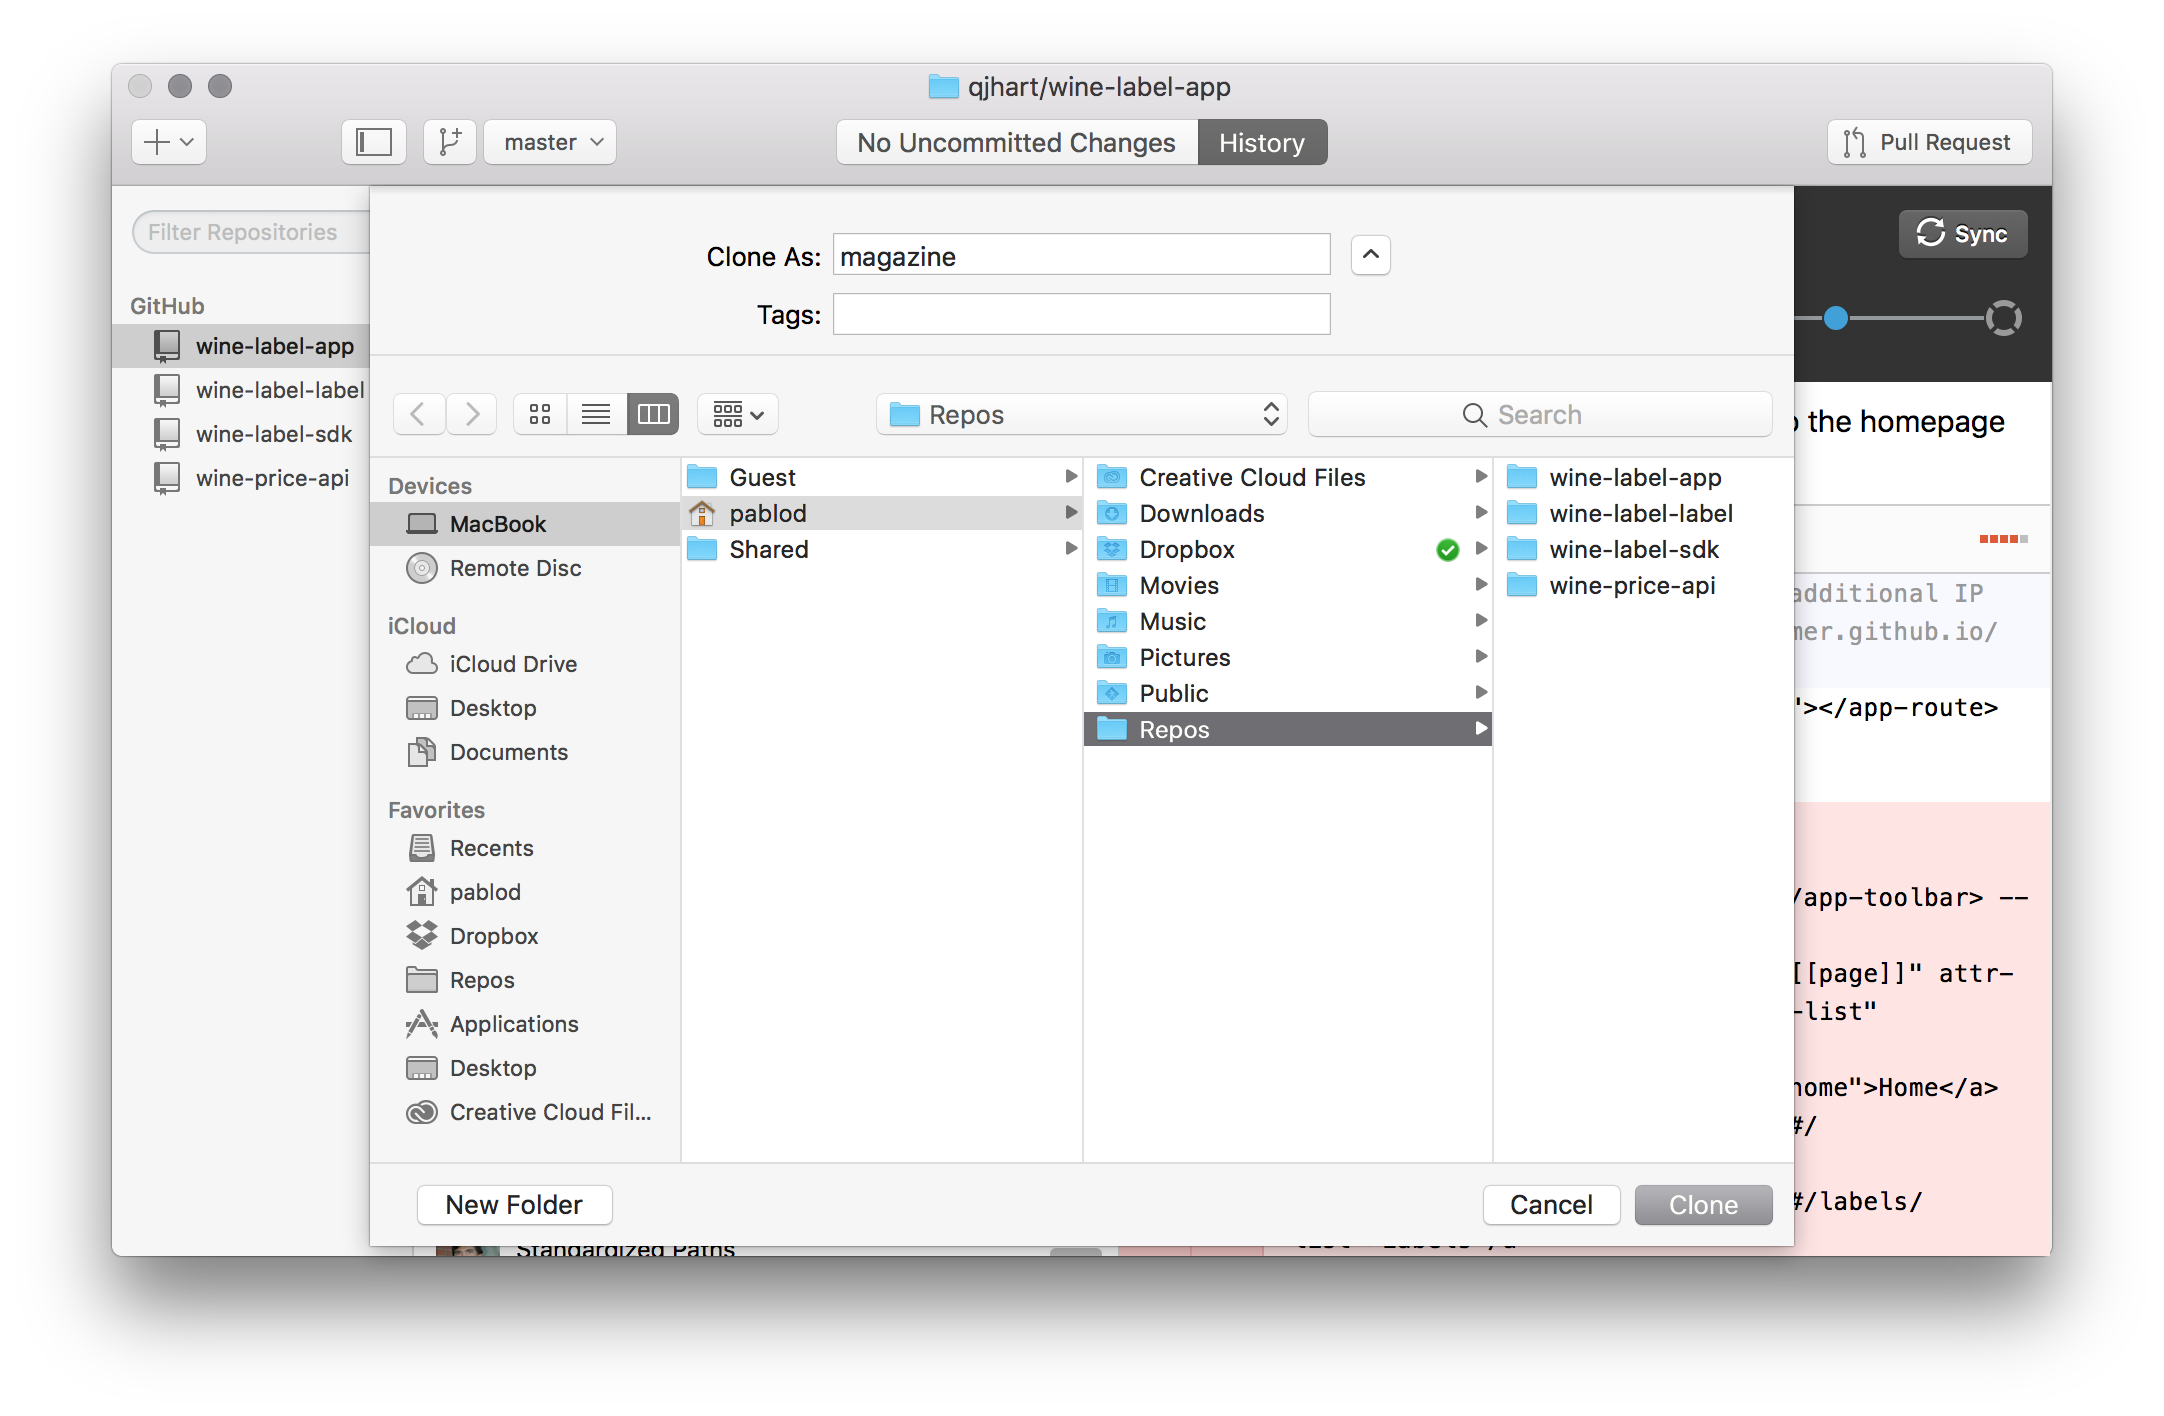 qjhart/wine-label-app
master
No Uncommitted Changes
History
Pull Request
Filter Repositories
GitHub
wine-label-app
wine-label-label
wine-label-sdk
wine-price-api
Clone As: magazine
Tags:
Sync
Repos
Search
Devices
MacBook
Remote Disc
iCloud
iCloud Drive
Desktop
Documents
Favorites
Recents
pablod
Dropbox
Repos
Applications
Desktop
Creative Cloud Fil...
Guest
pablod
Shared
Creative Cloud Files
Downloads
Dropbox
Movies
Music
Pictures
Public
Repos
wine-label-app
wine-label-label
wine-label-sdk
wine-price-api
the homepage
additional IP
mer.github.io/
"></app-route>
/app-toolbar> --
[[page]]" attr-
-list"
home">Home</a>
#/
#/labels/
New Folder
Cancel
Clone
Standardized Paths